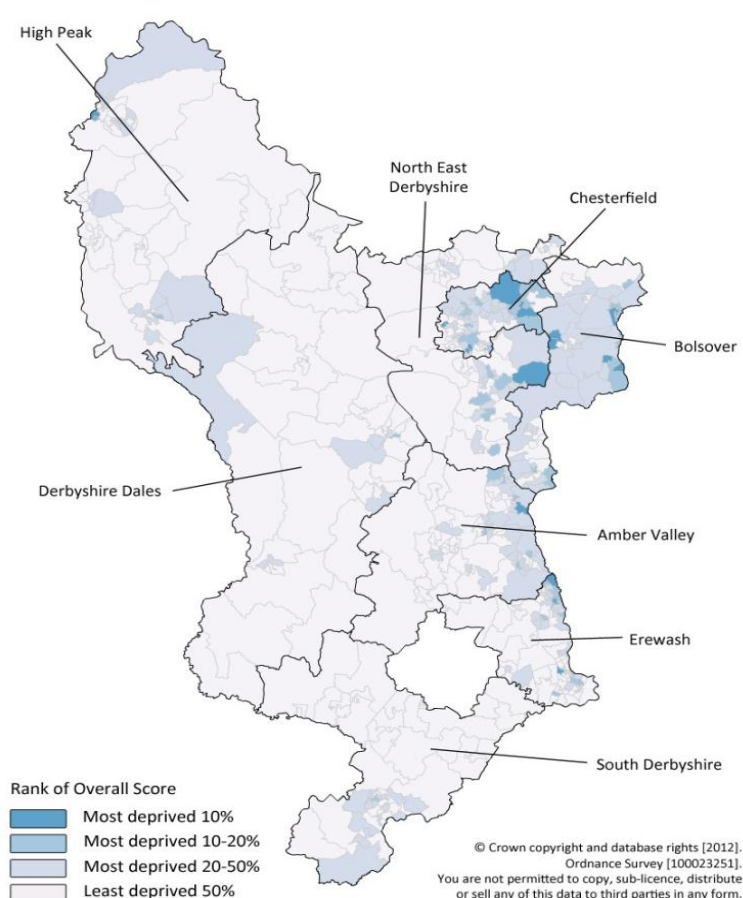 High Peak
North East
Derbyshire
Chesterfield
Bolsover
Derbyshire Dales
Amber Valley
Erewash
South Derbyshire
Rank of Overall Score
Most deprived 10%
Most deprived 10-20%
Most deprived 20-50%
Least deprived 50%
© Crown copyright and database rights [2012].
Ordnance Survey [100023251].
You are not permitted to copy, sub-licence, distribute
or sell any of this data to third parties in any form.